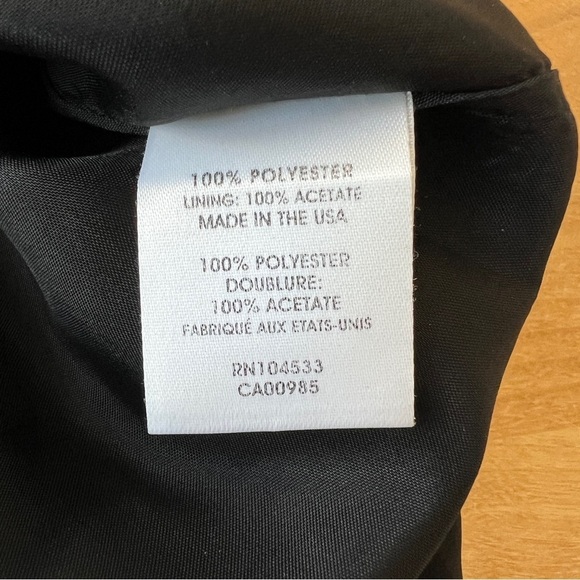 100% POLYESTER
LINING: 100% ACETATE
MADE IN THE USA
100% POLYESTER
DOUBLURE:
100% ACETATE
FABRIQUÉ AUX ETATS-UNIS
RN104533
CA00985